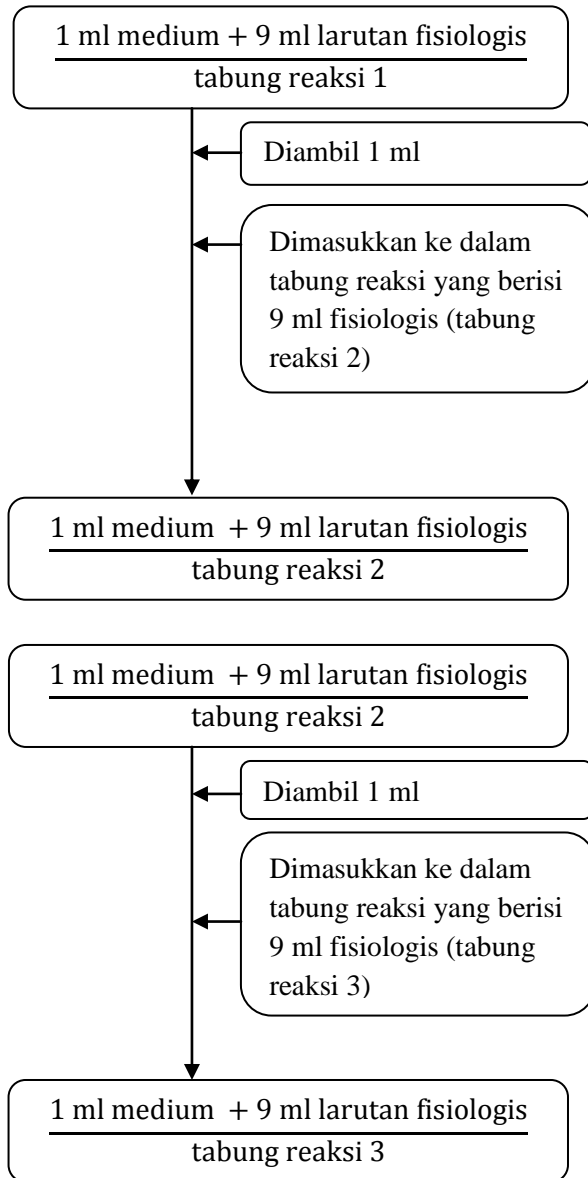 1 ml medium + 9 ml larutan fisiologis
tabung reaksi 1
Diambil 1 ml
Dimasukkan ke dalam
tabung reaksi yang berisi
9 ml fisiologis (tabung
reaksi 2)
1 ml medium + 9 ml larutan fisiologis
tabung reaksi 2
1 ml medium + 9 ml larutan fisiologis
tabung reaksi 2
Diambil 1 ml
Dimasukkan ke dalam
tabung reaksi yang berisi
9 ml fisiologis (tabung
reaksi 3)
1 ml medium + 9 ml larutan fisiologis
tabung reaksi 3